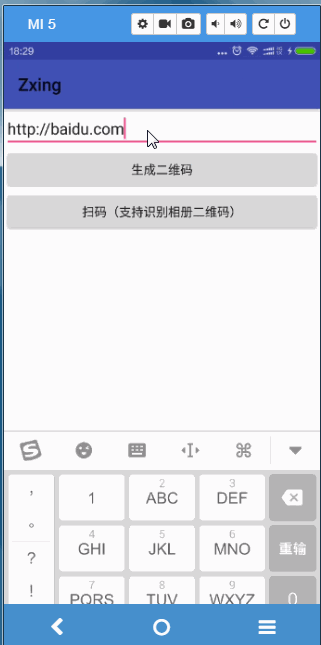 MI 5
18:29
Zxing
http://baidu.com
生成二维码
扫码（支持识别相册二维码）
S
, 1 2 ABC 3 DEF
。
4 GHI 5 JKL 6 MNO 重输
?
! 7 PQRS 8 TUV 9 WXYZ 0